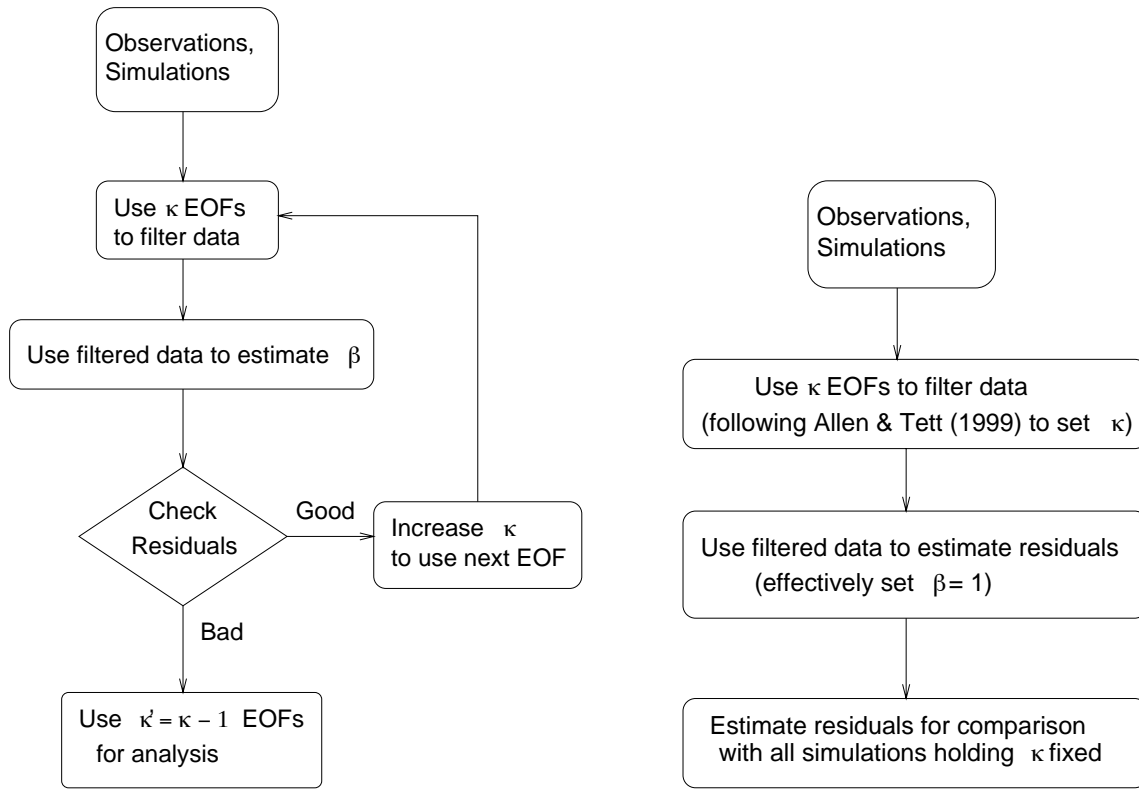 Observations,
Simulations
Use κ EOFs
to filter data
Use filtered data to estimate β
Check
Residuals
Good
Increase κ
to use next EOF
Bad
Use κ' = κ − 1 EOFs
for analysis
Observations,
Simulations
Use κ EOFs to filter data
(following Allen & Tett (1999) to set κ)
Use filtered data to estimate residuals
(effectively set β = 1)
Estimate residuals for comparison
with all simulations holding κ fixed